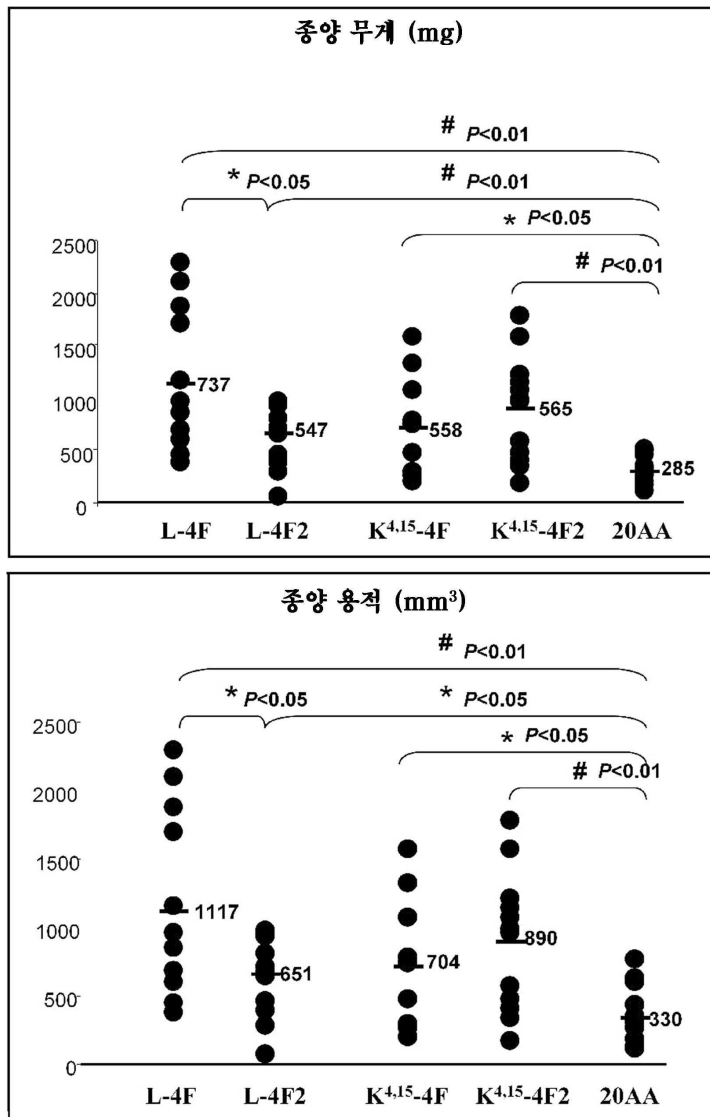 종양 무게 (mg)
# P<0.01
* P<0.05
# P<0.01
* P<0.05
# P<0.01
2500
2000
1500
1000
500
0
737
547
558
565
285
L-4F
L-4F2
K4,15-4F
K4,15-4F2
20AA
종양 용적 (mm³)
# P<0.01
* P<0.05
* P<0.05
* P<0.05
# P<0.01
2500
2000
1500
1000
500
0
1117
651
704
890
330
L-4F
L-4F2
K4,15-4F
K4,15-4F2
20AA